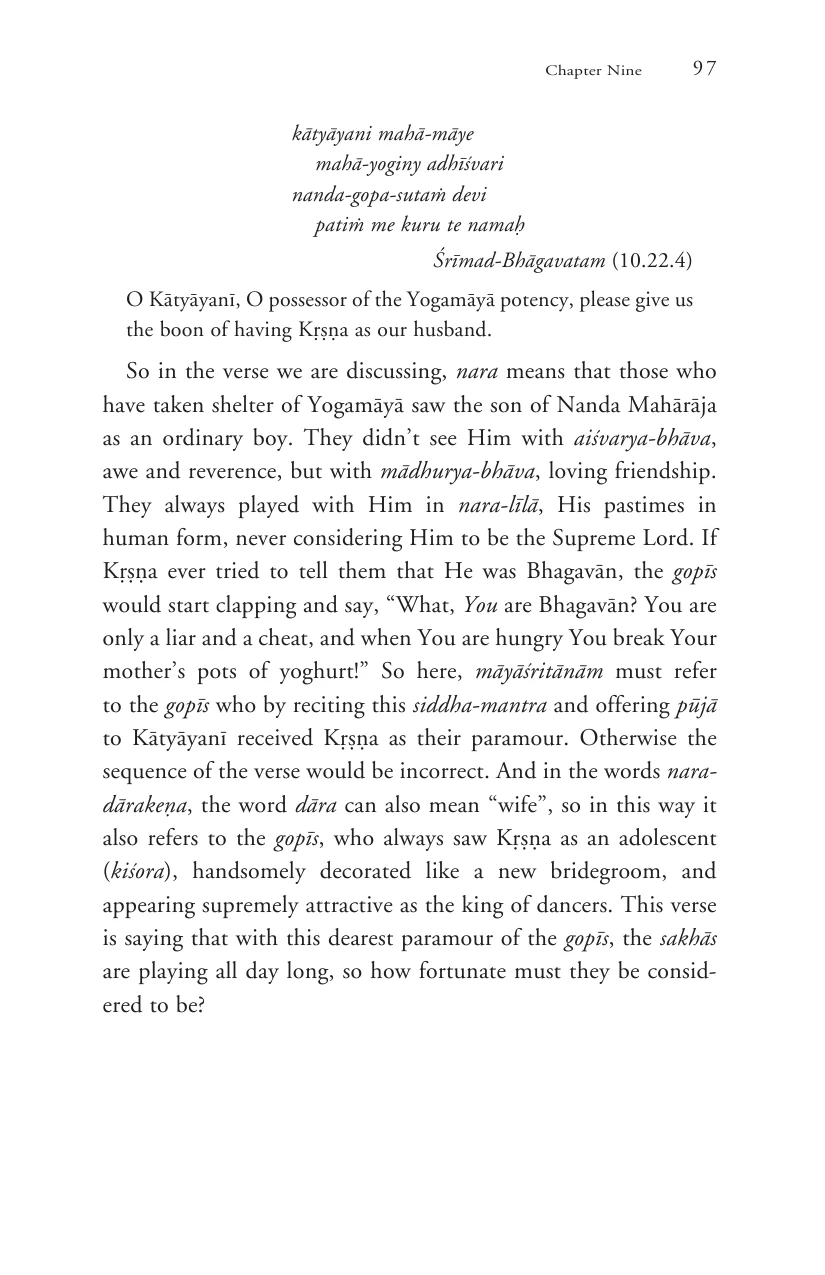 Chapter Nine 97
kātyāyani mahā-māye
mahā-yoginy adhīśvari
nanda-gopa-sutaṁ devi
patiṁ me kuru te namaḥ
Śrīmad-Bhāgavatam (10.22.4)
O Kātyāyanī, O possessor of the Yogamāyā potency, please give us
the boon of having Kṛṣṇa as our husband.
So in the verse we are discussing, nara means that those who
have taken shelter of Yogamāyā saw the son of Nanda Mahārāja
as an ordinary boy. They didn’t see Him with aiśvarya-bhāva,
awe and reverence, but with mādhurya-bhāva, loving friendship.
They always played with Him in nara-līlā, His pastimes in
human form, never considering Him to be the Supreme Lord. If
Kṛṣṇa ever tried to tell them that He was Bhagavān, the gopīs
would start clapping and say, “What, You are Bhagavān? You are
only a liar and a cheat, and when You are hungry You break Your
mother’s pots of yoghurt!” So here, māyāśritānām must refer
to the gopīs who by reciting this siddha-mantra and offering pūjā
to Kātyāyanī received Kṛṣṇa as their paramour. Otherwise the
sequence of the verse would be incorrect. And in the words nara-
dārakeṇa, the word dāra can also mean “wife”, so in this way it
also refers to the gopīs, who always saw Kṛṣṇa as an adolescent
(kiśora), handsomely decorated like a new bridegroom, and
appearing supremely attractive as the king of dancers. This verse
is saying that with this dearest paramour of the gopīs, the sakhās
are playing all day long, so how fortunate must they be consid-
ered to be?